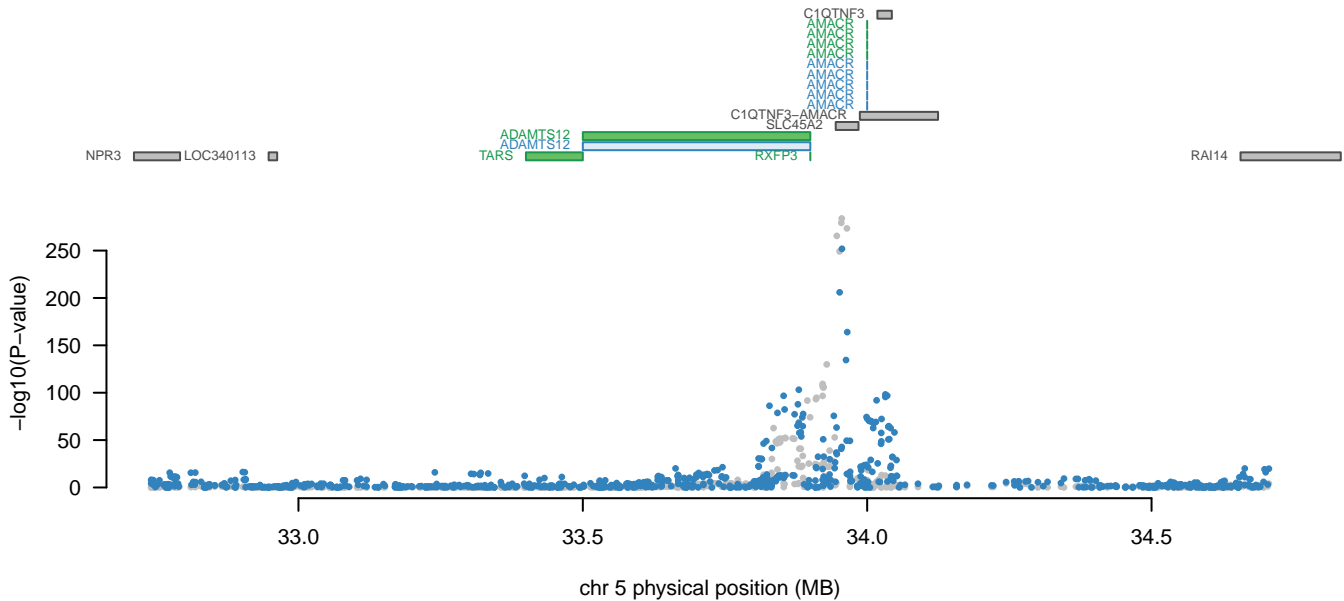 C1QTNF3
AMACR
AMACR
AMACR
AMACR
AMACR
AMACR
AMACR
AMACR
AMACR
C1QTNF3−AMACR
SLC45A2
ADAMTS12
ADAMTS12
NPR3 LOC340113 TARS RXFP3 RAI14
250
200
150
100
50
0
−log10(P−value)
33.0 33.5 34.0 34.5
chr 5 physical position (MB)